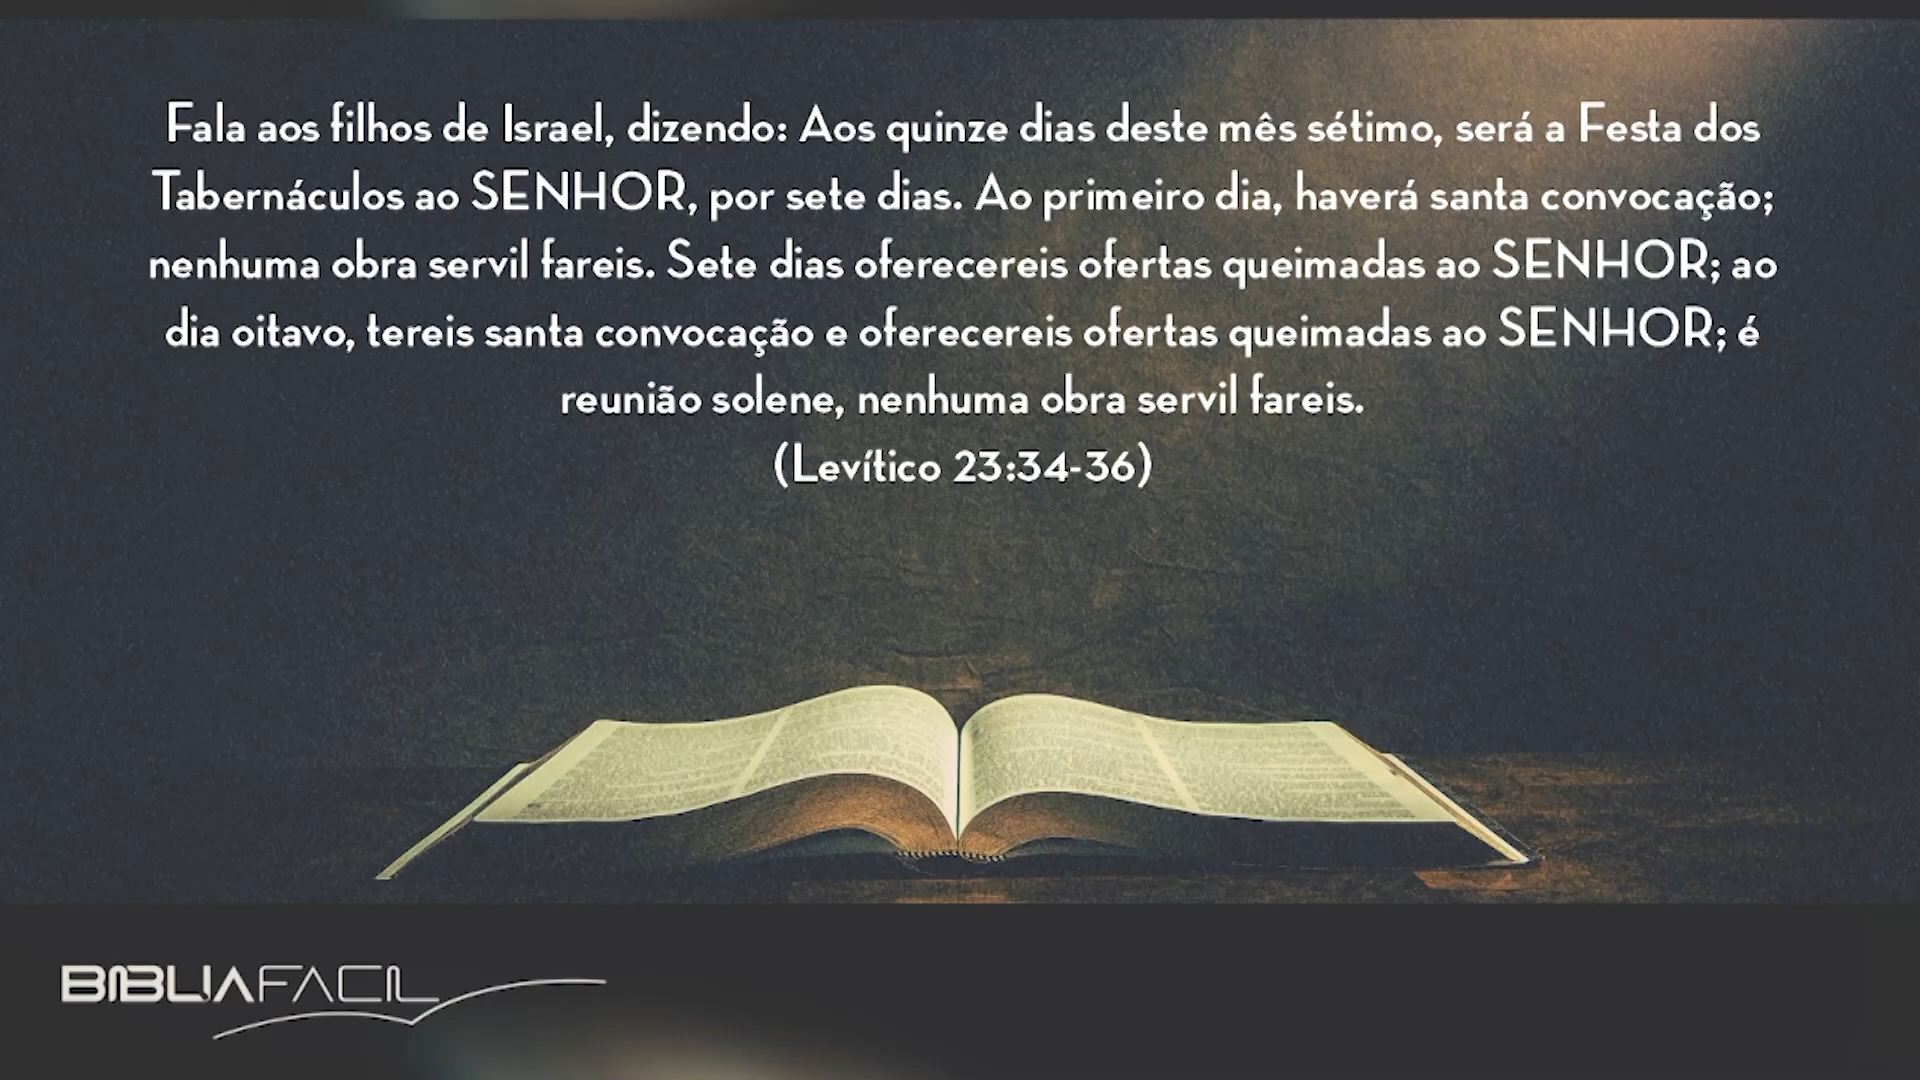 Fala aos filhos de Israel, dizendo: Aos quinze dias deste mês sétimo, será a Festa dos
Tabernáculos ao SENHOR, por sete dias. Ao primeiro dia, haverá santa convocação;
nenhuma obra servil fareis. Sete dias oferecereis ofertas queimadas ao SENHOR; ao
dia oitavo, tereis santa convocação e oferecereis ofertas queimadas ao SENHOR; é
reunião solene, nenhuma obra servil fareis.
(Levítico 23:34-36)
BIBLIAFACIL